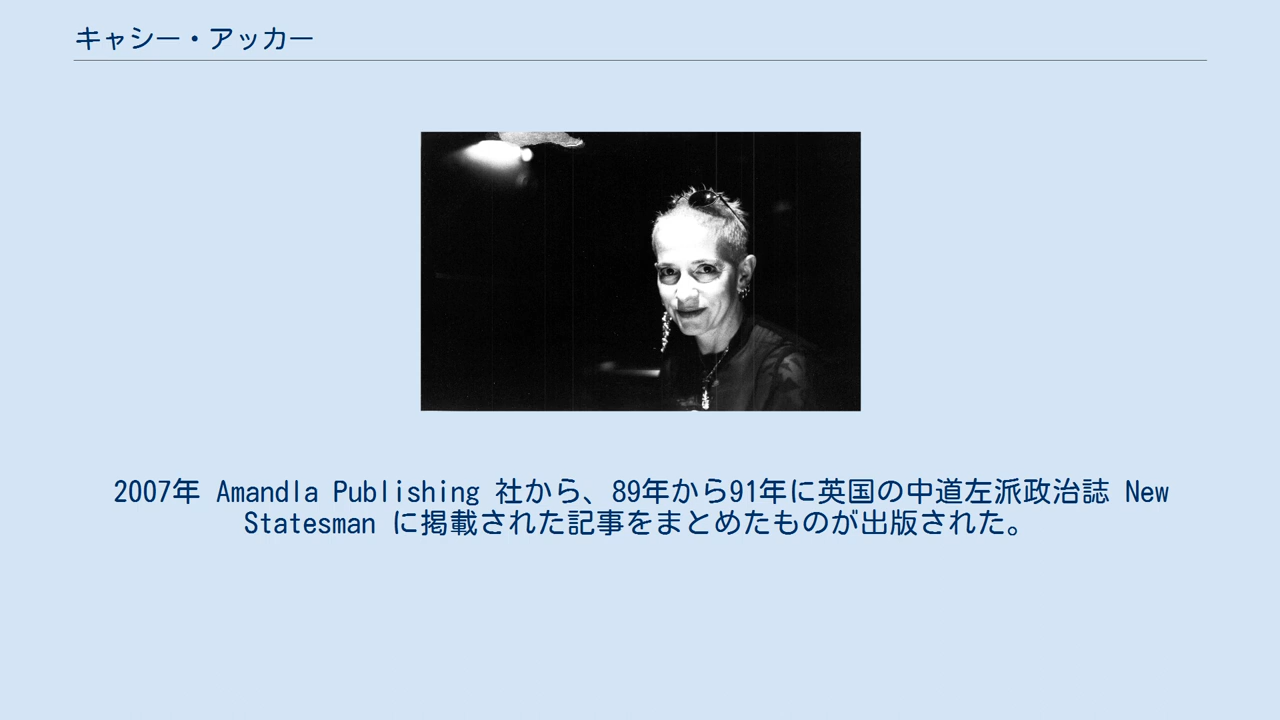 キャシー・アッカー
2007年 Amandla Publishing 社から、89年から91年に英国の中道左派政治誌 New
Statesman に掲載された記事をまとめたものが出版された。